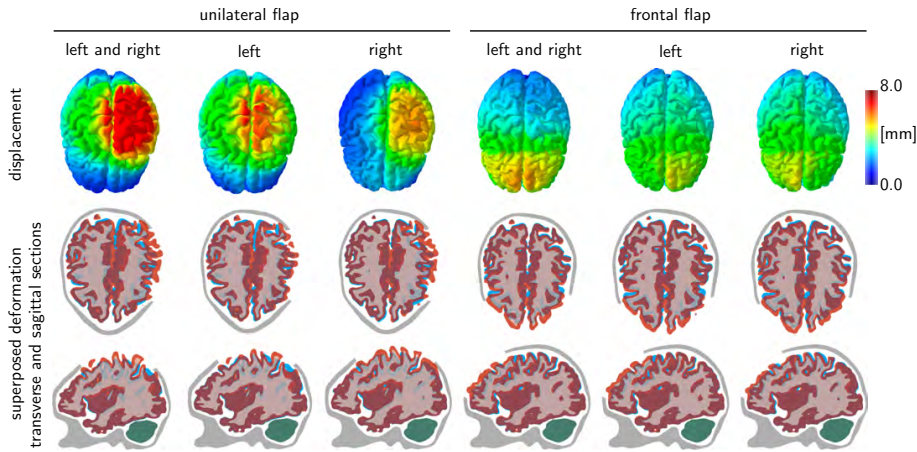 unilateral flap
frontal flap
left and right
left
right
left and right
left
right
displacement
8.0
[mm]
0.0
superposed deformation
transverse and sagittal sections